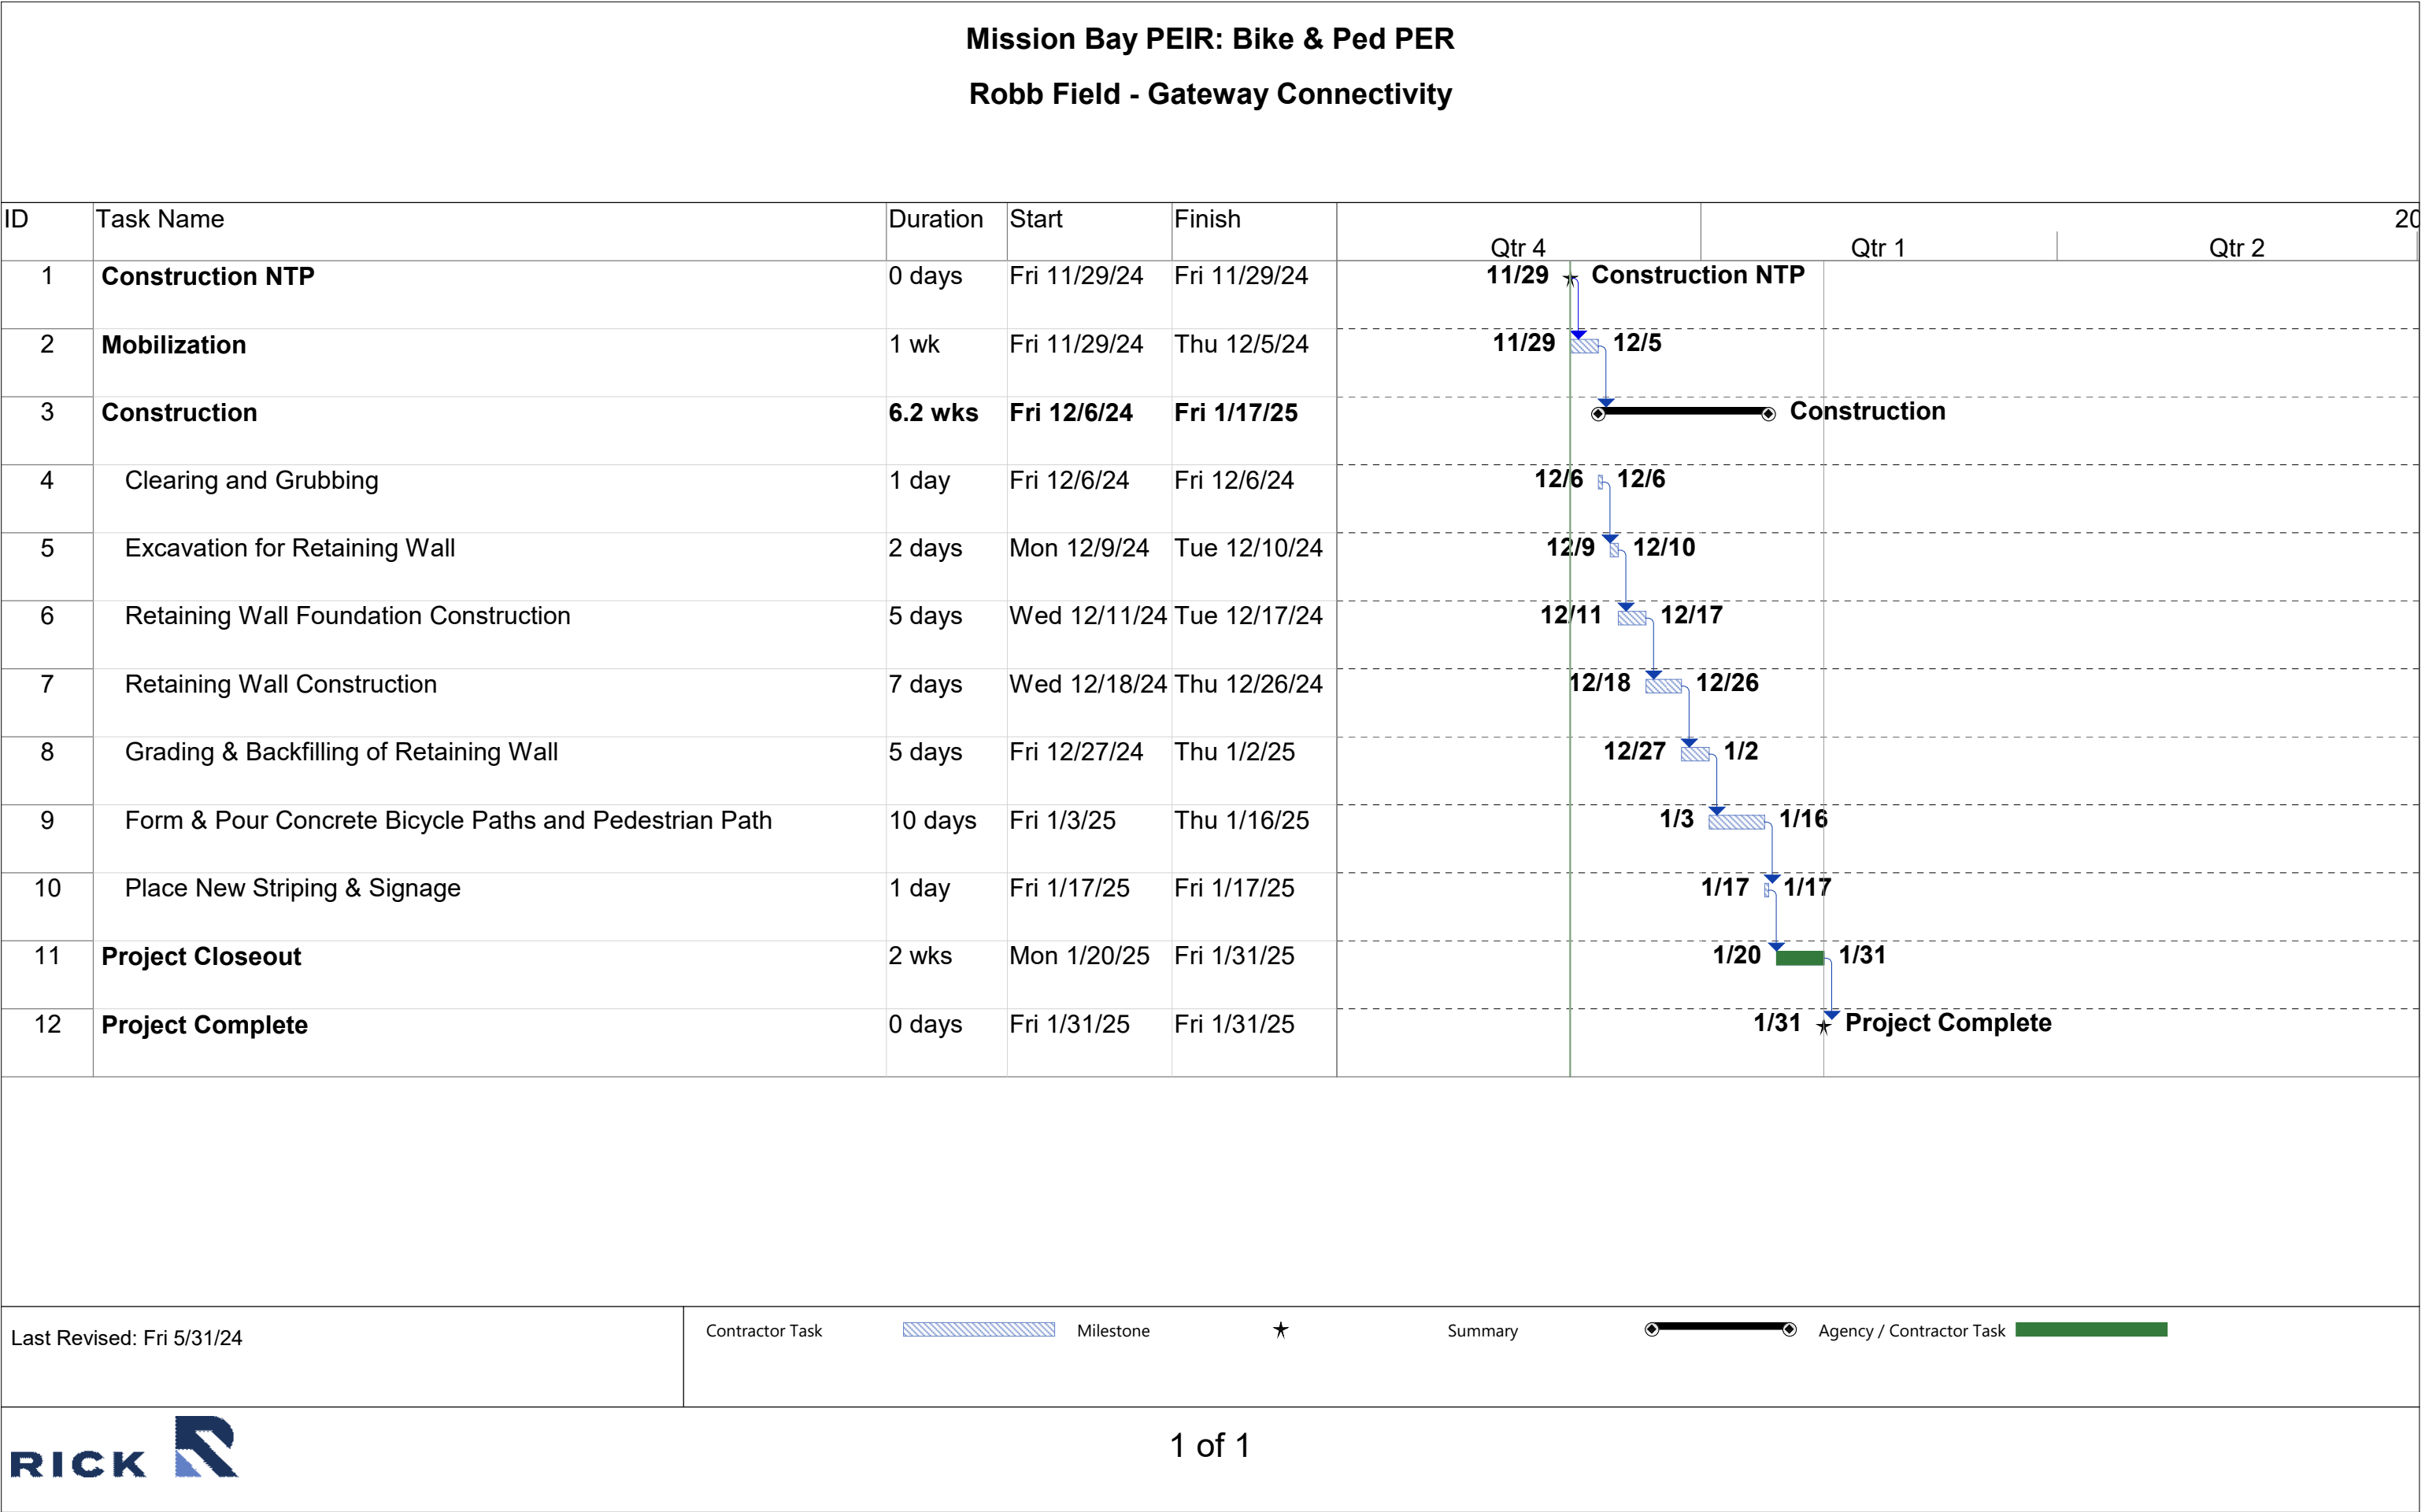 Mission Bay PEIR: Bike & Ped PER
Robb Field - Gateway Connectivity
ID Task Name Duration Start Finish 20
Qtr 4 Qtr 1 Qtr 2
1 Construction NTP 0 days Fri 11/29/24 Fri 11/29/24 11/29 Construction NTP
2 Mobilization 1 wk Fri 11/29/24 Thu 12/5/24 11/29 12/5
3 Construction 6.2 wks Fri 12/6/24 Fri 1/17/25 Construction
4 Clearing and Grubbing 1 day Fri 12/6/24 Fri 12/6/24 12/6 12/6
5 Excavation for Retaining Wall 2 days Mon 12/9/24 Tue 12/10/24 12/9 12/10
6 Retaining Wall Foundation Construction 5 days Wed 12/11/24 Tue 12/17/24 12/11 12/17
7 Retaining Wall Construction 7 days Wed 12/18/24 Thu 12/26/24 12/18 12/26
8 Grading & Backfilling of Retaining Wall 5 days Fri 12/27/24 Thu 1/2/25 12/27 1/2
9 Form & Pour Concrete Bicycle Paths and Pedestrian Path 10 days Fri 1/3/25 Thu 1/16/25 1/3 1/16
10 Place New Striping & Signage 1 day Fri 1/17/25 Fri 1/17/25 1/17 1/17
11 Project Closeout 2 wks Mon 1/20/25 Fri 1/31/25 1/20 1/31
12 Project Complete 0 days Fri 1/31/25 Fri 1/31/25 1/31 Project Complete
Last Revised: Fri 5/31/24
Contractor Task Milestone Summary Agency / Contractor Task
RICK
1 of 1